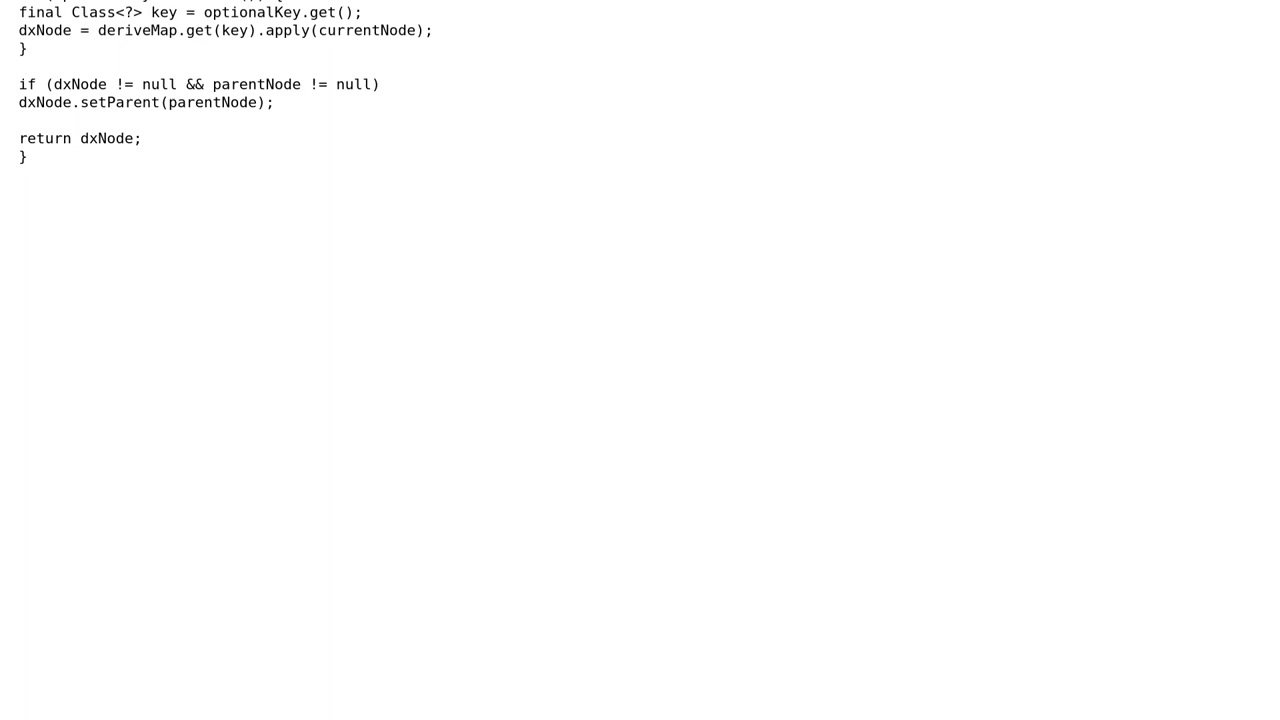 final Class<?> key = optionalKey.get();
dxNode = deriveMap.get(key).apply(currentNode);
}
if (dxNode != null && parentNode != null)
dxNode.setParent(parentNode);
return dxNode;
}